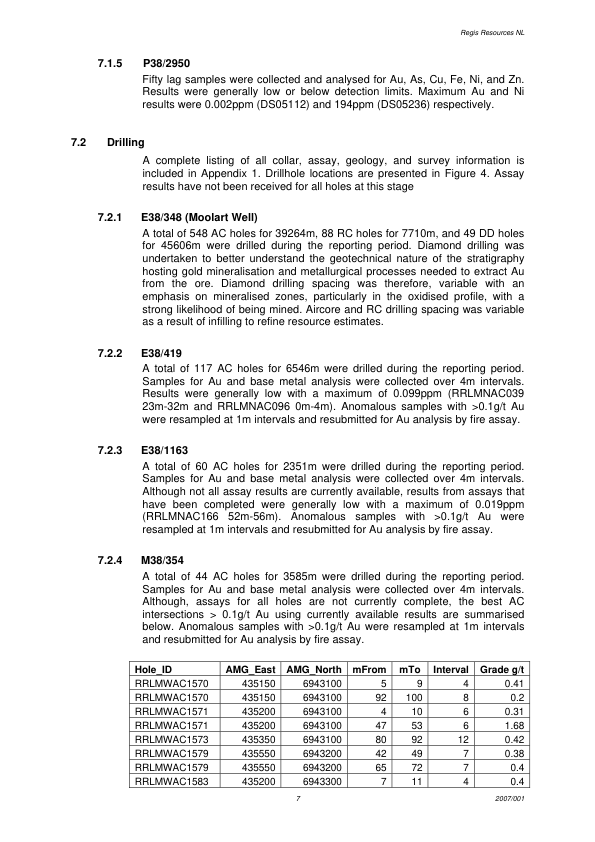 Regis Resources NL
7.1.5 P38/2950
Fifty lag samples were collected and analysed for Au, As, Cu, Fe, Ni, and Zn.
Results were generally low or below detection limits. Maximum Au and Ni
results were 0.002ppm (DS05112) and 194ppm (DS05236) respectively.
7.2 Drilling
A complete listing of all collar, assay, geology, and survey information is
included in Appendix 1. Drillhole locations are presented in Figure 4. Assay
results have not been received for all holes at this stage
7.2.1 E38/348 (Moolart Well)
A total of 548 AC holes for 39264m, 88 RC holes for 7710m, and 49 DD holes
for 45606m were drilled during the reporting period. Diamond drilling was
undertaken to better understand the geotechnical nature of the stratigraphy
hosting gold mineralisation and metallurgical processes needed to extract Au
from the ore. Diamond drilling spacing was therefore, variable with an
emphasis on mineralised zones, particularly in the oxidised profile, with a
strong likelihood of being mined. Aircore and RC drilling spacing was variable
as a result of infilling to refine resource estimates.
7.2.2 E38/419
A total of 117 AC holes for 6546m were drilled during the reporting period.
Samples for Au and base metal analysis were collected over 4m intervals.
Results were generally low with a maximum of 0.099ppm (RRLMNAC039
23m-32m and RRLMNAC096 0m-4m). Anomalous samples with >0.1g/t Au
were resampled at 1m intervals and resubmitted for Au analysis by fire assay.
7.2.3 E38/1163
A total of 60 AC holes for 2351m were drilled during the reporting period.
Samples for Au and base metal analysis were collected over 4m intervals.
Although not all assay results are currently available, results from assays that
have been completed were generally low with a maximum of 0.019ppm
(RRLMNAC166 52m-56m). Anomalous samples with >0.1g/t Au were
resampled at 1m intervals and resubmitted for Au analysis by fire assay.
7.2.4 M38/354
A total of 44 AC holes for 3585m were drilled during the reporting period.
Samples for Au and base metal analysis were collected over 4m intervals.
Although, assays for all holes are not currently complete, the best AC
intersections > 0.1g/t Au using currently available results are summarised
below. Anomalous samples with >0.1g/t Au were resampled at 1m intervals
and resubmitted for Au analysis by fire assay.
Hole_ID AMG_East AMG_North mFrom mTo Interval Grade g/t
RRLMWAC1570 435150 6943100 5 9 4 0.41
RRLMWAC1570 435150 6943100 92 100 8 0.2
RRLMWAC1571 435200 6943100 4 10 6 0.31
RRLMWAC1571 435200 6943100 47 53 6 1.68
RRLMWAC1573 435350 6943100 80 92 12 0.42
RRLMWAC1579 435550 6943200 42 49 7 0.38
RRLMWAC1579 435550 6943200 65 72 7 0.4
RRLMWAC1583 435200 6943300 7 11 4 0.4
7 2007/001